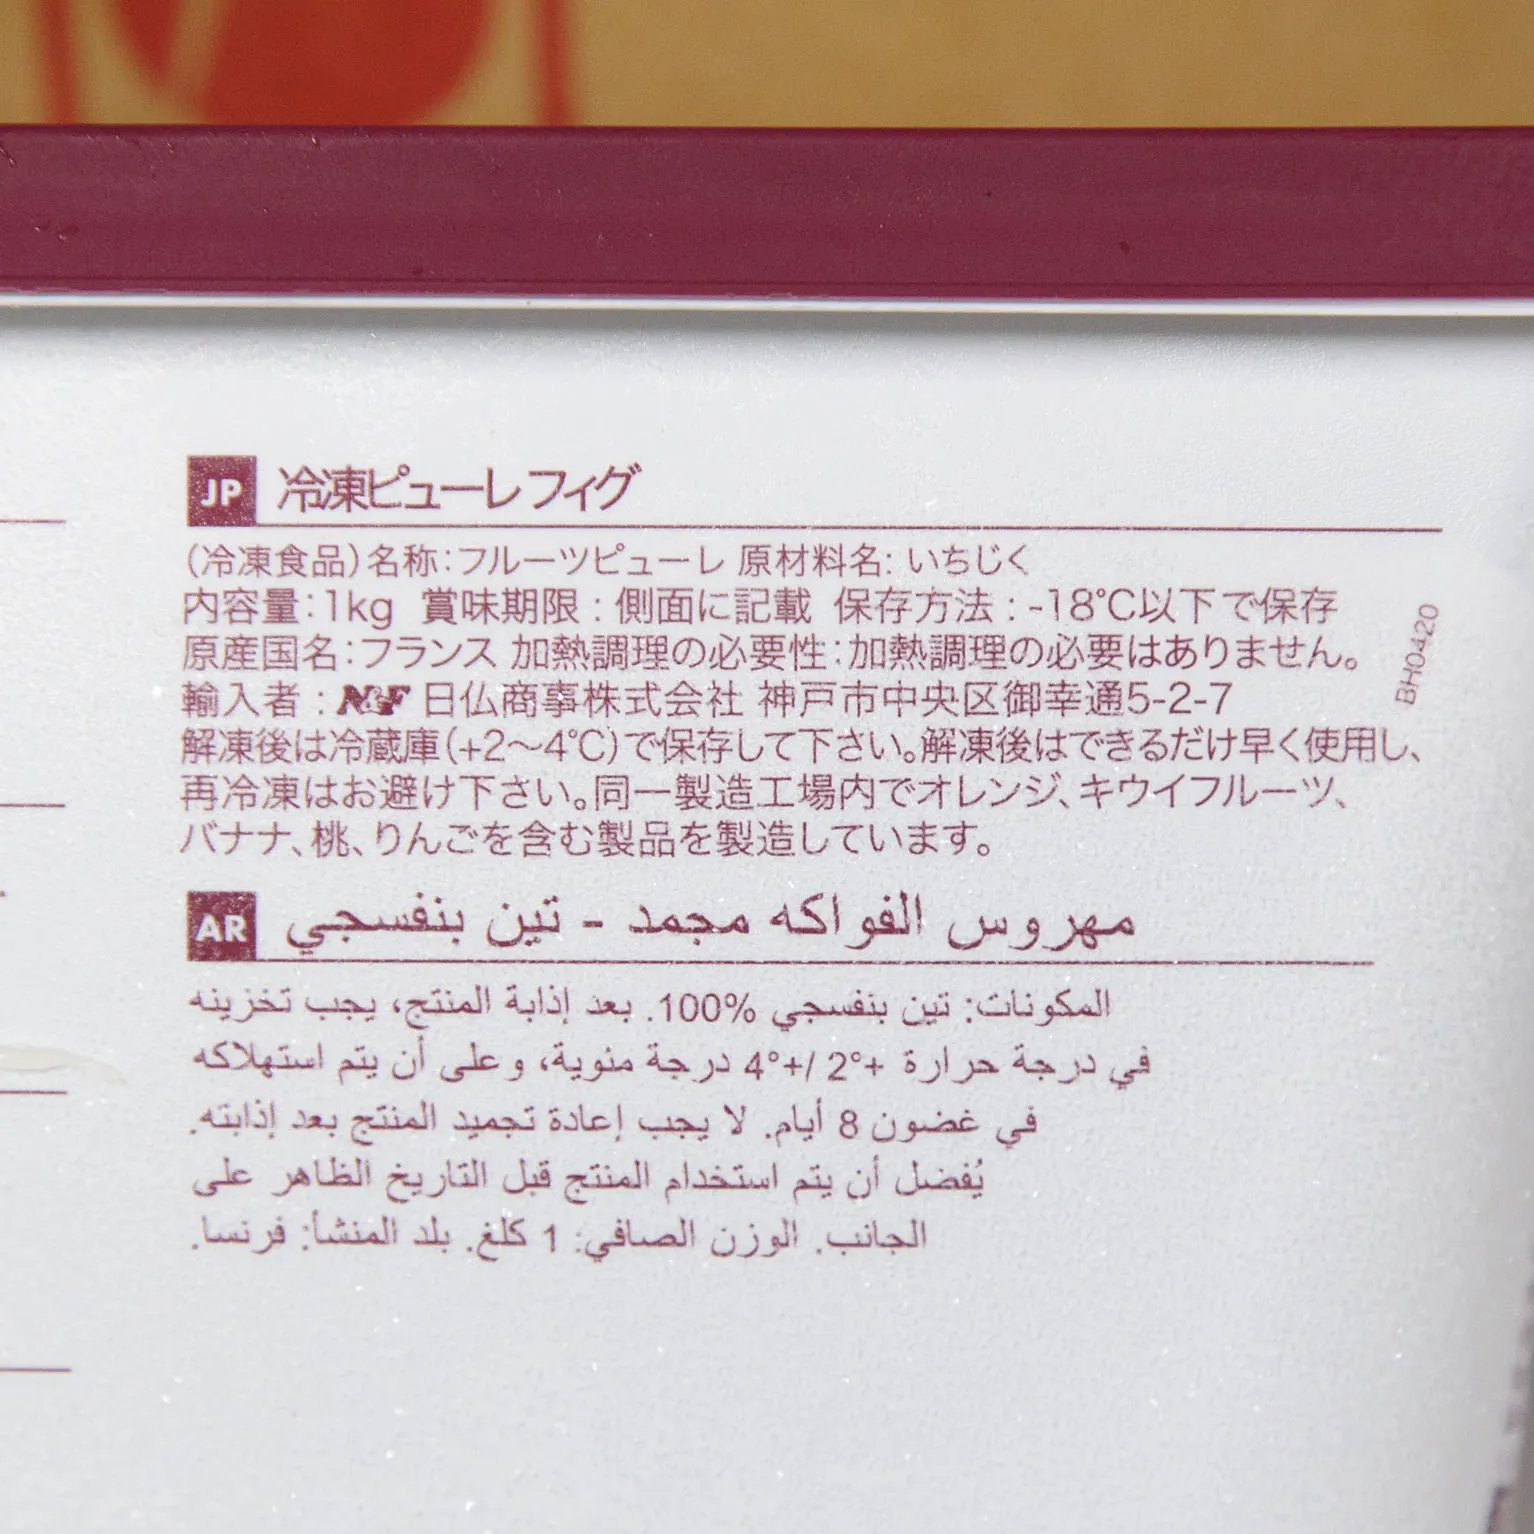 JP 冷凍ピューレフィグ
(冷凍食品)名称:フルーツピューレ 原材料名: いちじく
内容量:1kg 賞味期限:側面に記載 保存方法:-18℃以下で保存
原産国名:フランス 加熱調理の必要性:加熱調理の必要はありません。
輸入者:N&F 日仏商事株式会社 神戸市中央区御幸通5-2-7
解凍後は冷蔵庫(+2〜4℃)で保存して下さい。解凍後はできるだけ早く使用し、
再冷凍はお避け下さい。同一製造工場内でオレンジ、キウイフルーツ、
バナナ、桃、りんごを含む製品を製造しています。
BH0420
AR مهروس الفواكه مجمد - تين بنفسجي
المكونات: تين بنفسجي 100%. بعد إذابة المنتج، يجب تخزينه
في درجة حرارة +2° /+4° درجة مئوية، وعلى أن يتم استهلاكه
في غضون 8 أيام. لا يجب إعادة تجميد المنتج بعد إذابته.
يُفضل أن يتم استخدام المنتج قبل التاريخ الظاهر على
الجانب. الوزن الصافي: 1 كلغ. بلد المنشأ: فرنسا.